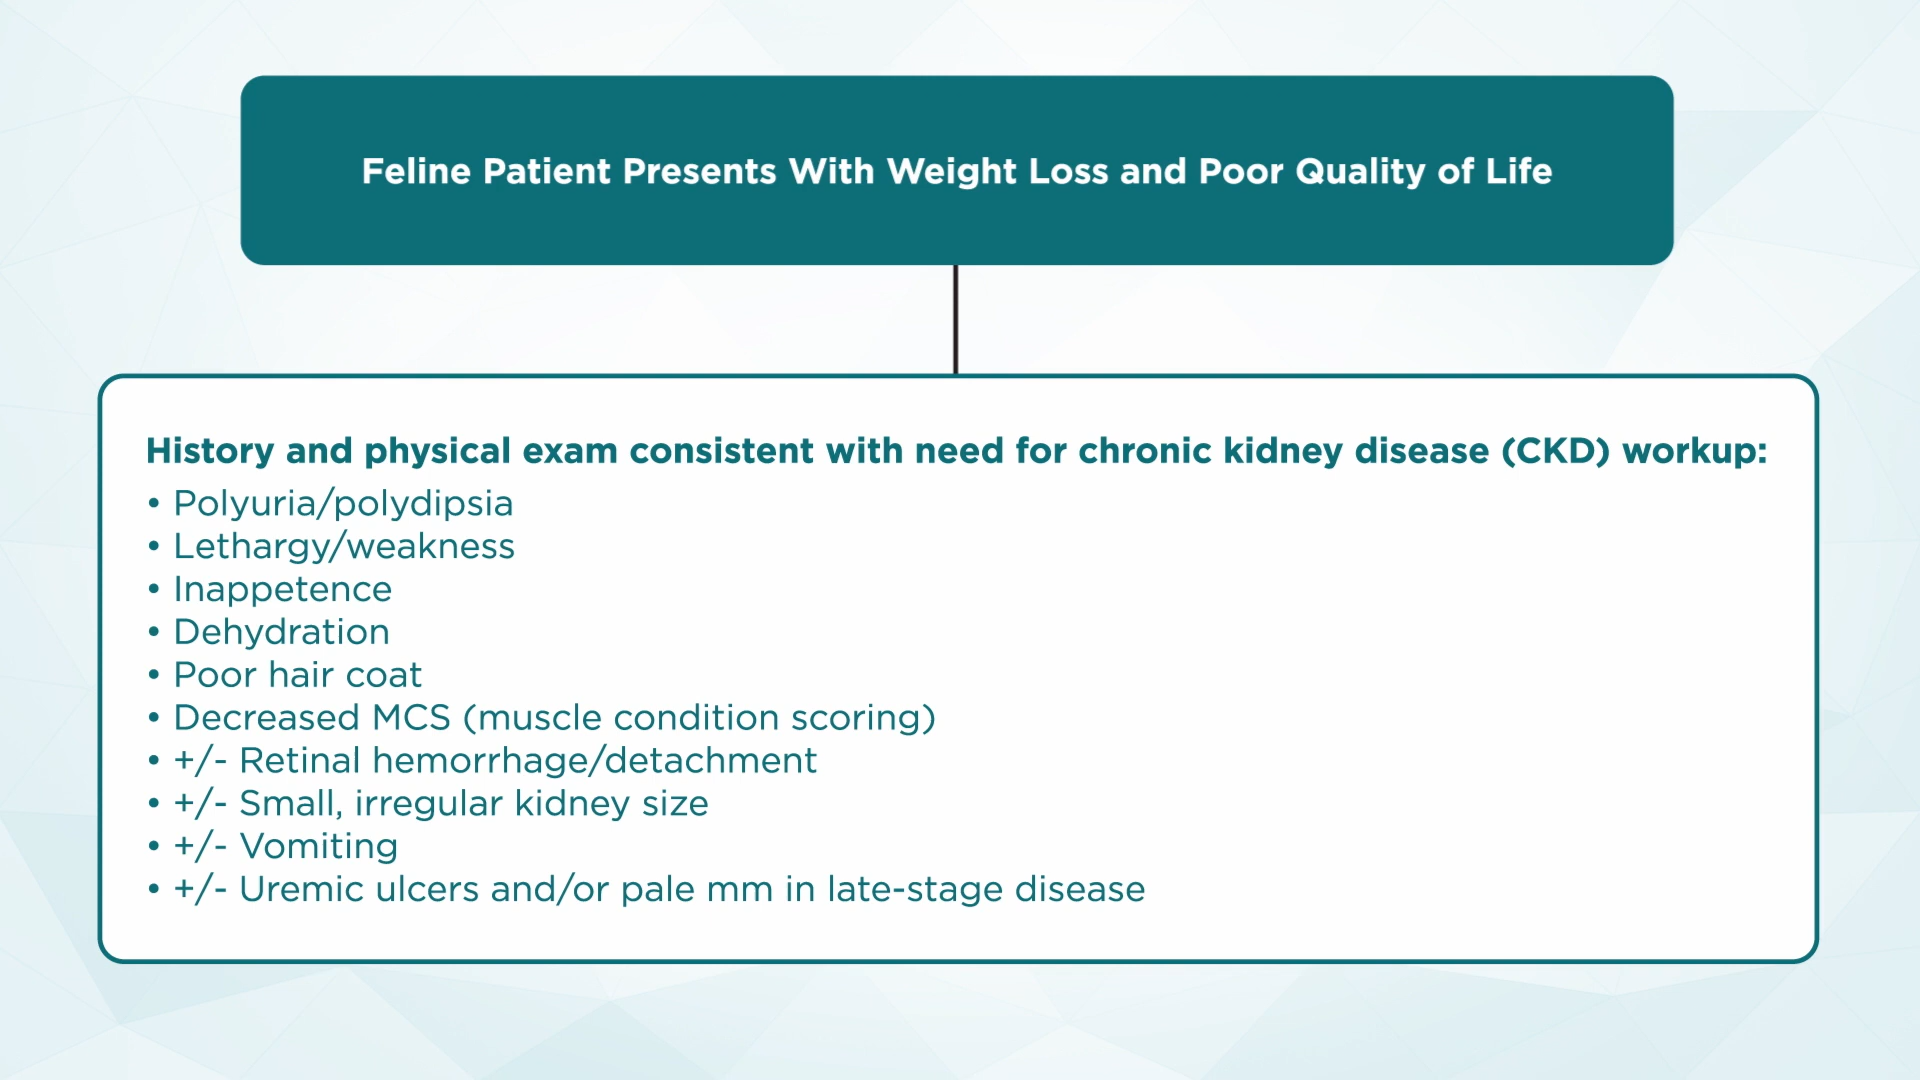 Feline Patient Presents With Weight Loss and Poor Quality of Life
History and physical exam consistent with need for chronic kidney disease (CKD) workup:
• Polyuria/polydipsia
• Lethargy/weakness
• Inappetence
• Dehydration
• Poor hair coat
• Decreased MCS (muscle condition scoring)
• +/- Retinal hemorrhage/detachment
• +/- Small, irregular kidney size
• +/- Vomiting
• +/- Uremic ulcers and/or pale mm in late-stage disease